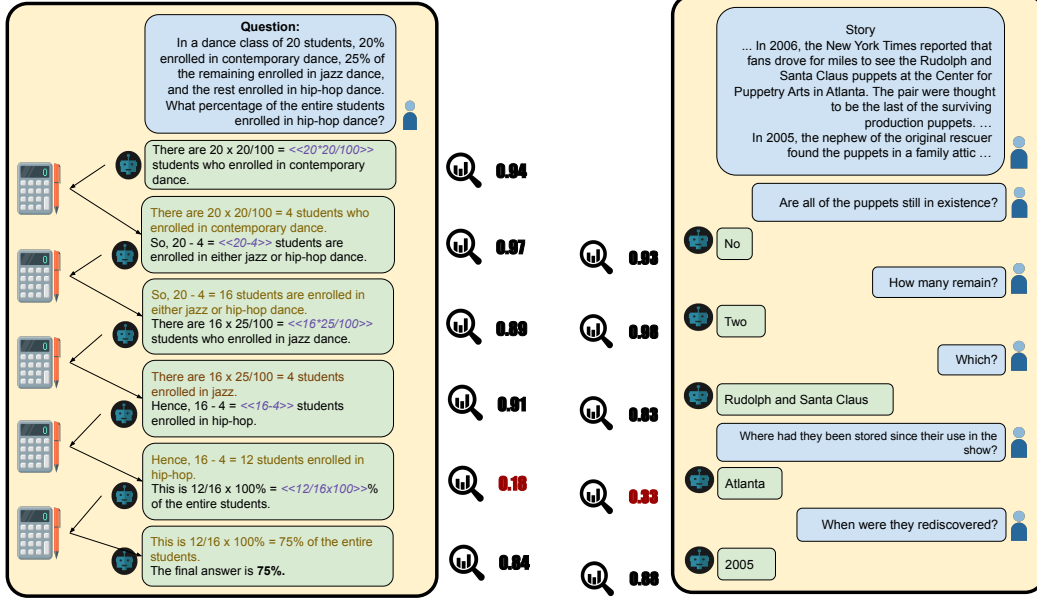 Question:
In a dance class of 20 students, 20%
enrolled in contemporary dance, 25% of
the remaining enrolled in jazz dance,
and the rest enrolled in hip-hop dance.
What percentage of the entire students
enrolled in hip-hop dance?
There are 20 x 20/100 = <<20*20/100>>
students who enrolled in contemporary
dance.
0.94
There are 20 x 20/100 = 4 students who
enrolled in contemporary dance.
So, 20 - 4 = <<20-4>> students are
enrolled in either jazz or hip-hop dance.
0.97
So, 20 - 4 = 16 students are enrolled in
either jazz or hip-hop dance.
There are 16 x 25/100 = <<16*25/100>>
students who enrolled in jazz dance.
0.89
There are 16 x 25/100 = 4 students
enrolled in jazz.
Hence, 16 - 4 = <<16-4>> students
enrolled in hip-hop.
0.91
Hence, 16 - 4 = 12 students enrolled in
hip-hop.
This is 12/16 x 100% = <<12/16x100>>%
of the entire students.
0.18
This is 12/16 x 100% = 75% of the entire
students.
The final answer is 75%.
0.84
Story
... In 2006, the New York Times reported that
fans drove for miles to see the Rudolph and
Santa Claus puppets at the Center for
Puppetry Arts in Atlanta. The pair were thought
to be the last of the surviving
production puppets. ...
In 2005, the nephew of the original rescuer
found the puppets in a family attic ...
Are all of the puppets still in existence?
No
0.93
How many remain?
Two
0.98
Which?
Rudolph and Santa Claus
0.83
Where had they been stored since their use in the
show?
Atlanta
0.33
When were they rediscovered?
2005
0.88